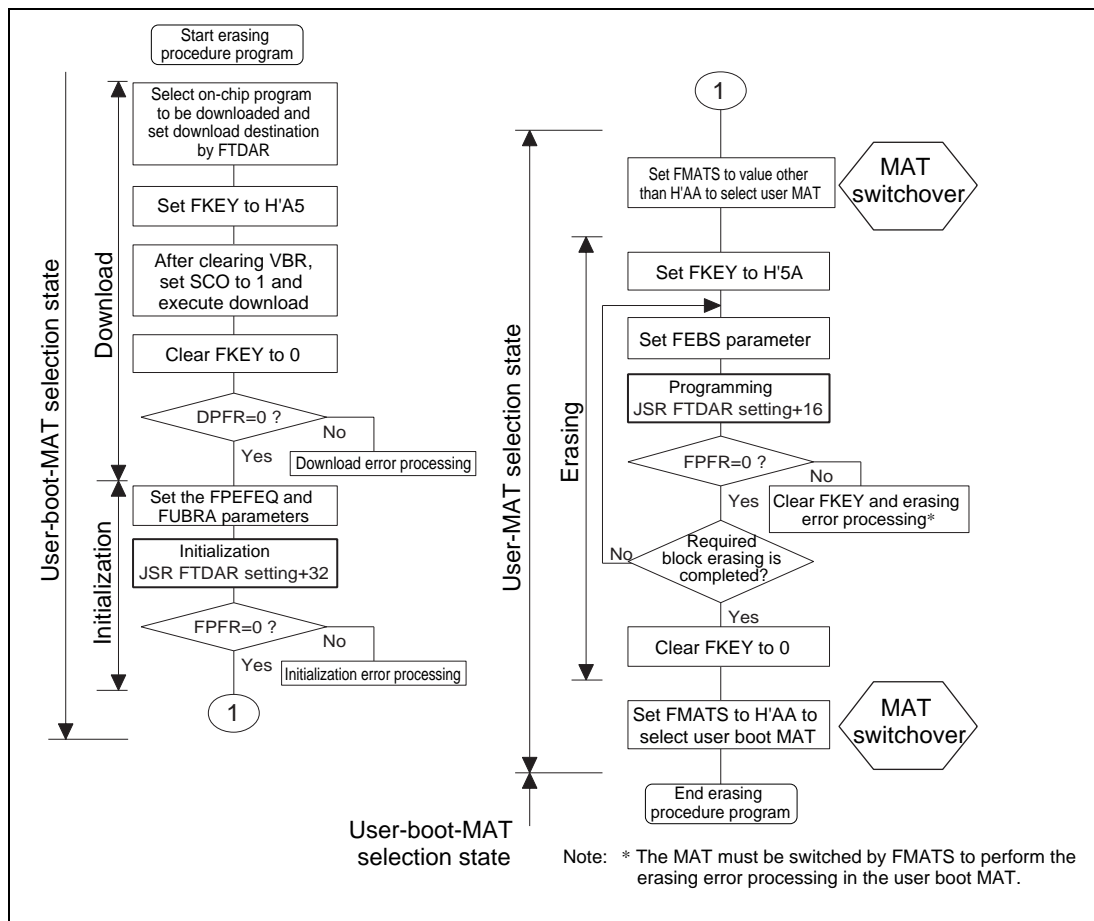 Start erasing
procedure program
Select on-chip program
to be downloaded and
set download destination
by FTDAR
Set FKEY to H'A5
After clearing VBR,
set SCO to 1 and
execute download
Clear FKEY to 0
DPFR=0 ?
No
Yes
Download error processing
Set the FPEFEQ and
FUBRA parameters
Initialization
JSR FTDAR setting+32
FPFR=0 ?
No
Yes
Initialization error processing
1
Download
Initialization
User-boot-MAT selection state
1
Set FMATS to value other
than H'AA to select user MAT
MAT
switchover
Set FKEY to H'5A
Set FEBS parameter
Programming
JSR FTDAR setting+16
FPFR=0 ?
No
Yes
Clear FKEY and erasing
error processing*
Required
block erasing is
completed?
No
Yes
Clear FKEY to 0
Set FMATS to H'AA to
select user boot MAT
MAT
switchover
End erasing
procedure program
Erasing
User-MAT selection state
User-boot-MAT
selection state
Note: * The MAT must be switched by FMATS to perform the
erasing error processing in the user boot MAT.